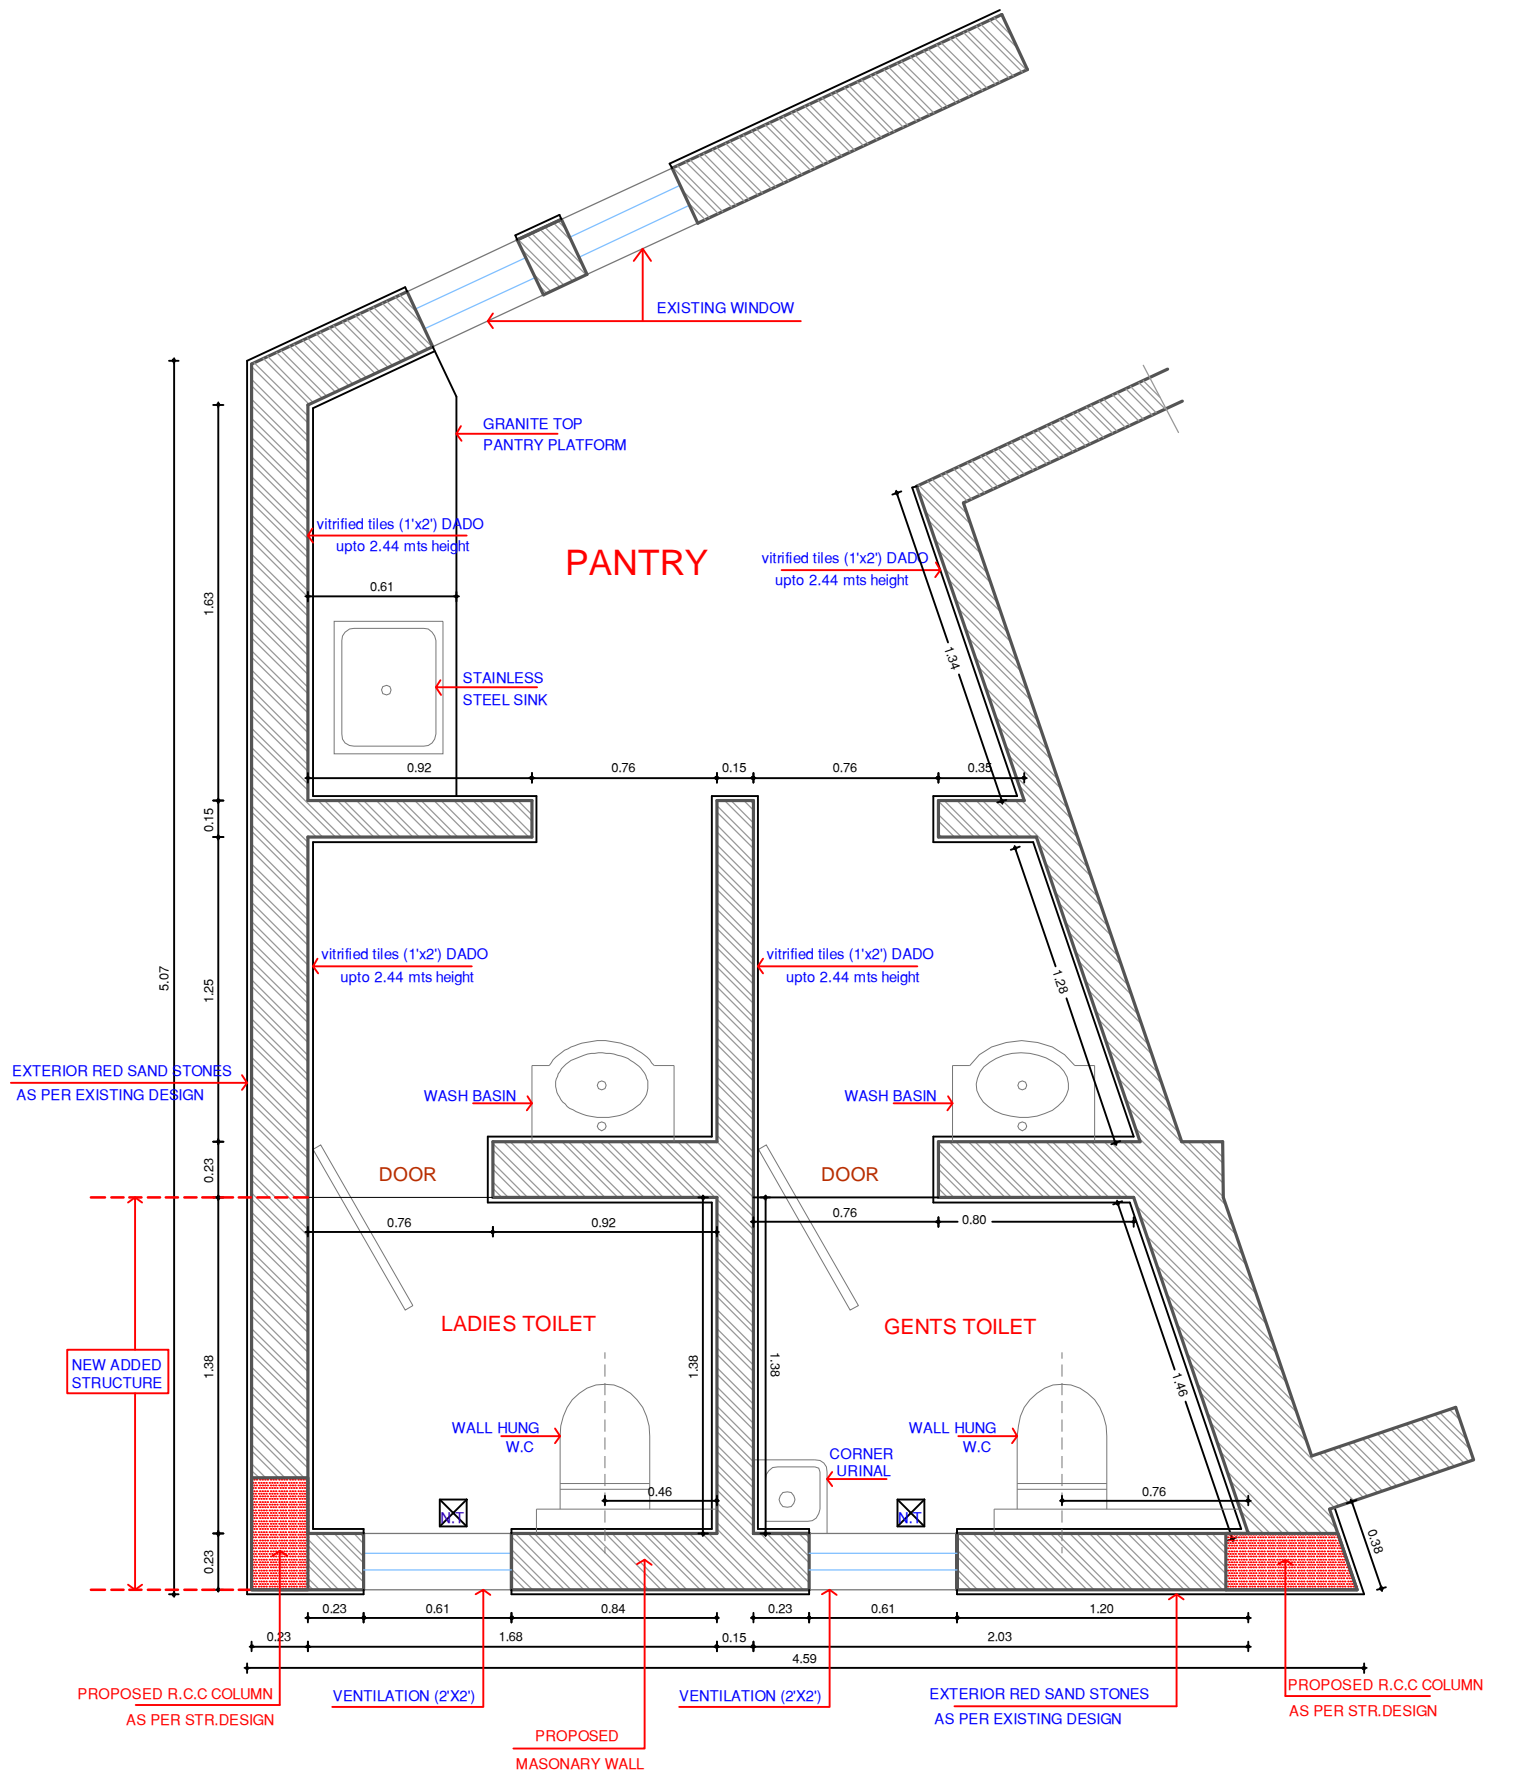 EXISTING WINDOW
GRANITE TOP
PANTRY PLATFORM
vitrified tiles (1'x2') DADO
upto 2.44 mts height
PANTRY
vitrified tiles (1'x2') DADO
upto 2.44 mts height
0.61
1.63
1.34
STAINLESS
STEEL SINK
0.92
0.76
0.15
0.76
0.35
0.15
vitrified tiles (1'x2') DADO
upto 2.44 mts height
vitrified tiles (1'x2') DADO
upto 2.44 mts height
5.07
1.25
1.28
EXTERIOR RED SAND STONES
AS PER EXISTING DESIGN
WASH BASIN
WASH BASIN
0.23
DOOR
DOOR
0.76
0.92
0.76
0.80
LADIES TOILET
GENTS TOILET
NEW ADDED
STRUCTURE
1.38
1.38
1.38
1.46
WALL HUNG
W.C
WALL HUNG
W.C
CORNER
URINAL
0.46
0.76
N.T
N.T
0.38
0.23
0.23
0.61
0.84
0.23
0.61
1.20
0.23
1.68
0.15
2.03
4.59
PROPOSED R.C.C COLUMN
AS PER STR.DESIGN
VENTILATION (2'X2')
VENTILATION (2'X2')
EXTERIOR RED SAND STONES
AS PER EXISTING DESIGN
PROPOSED R.C.C COLUMN
AS PER STR.DESIGN
PROPOSED
MASONARY WALL